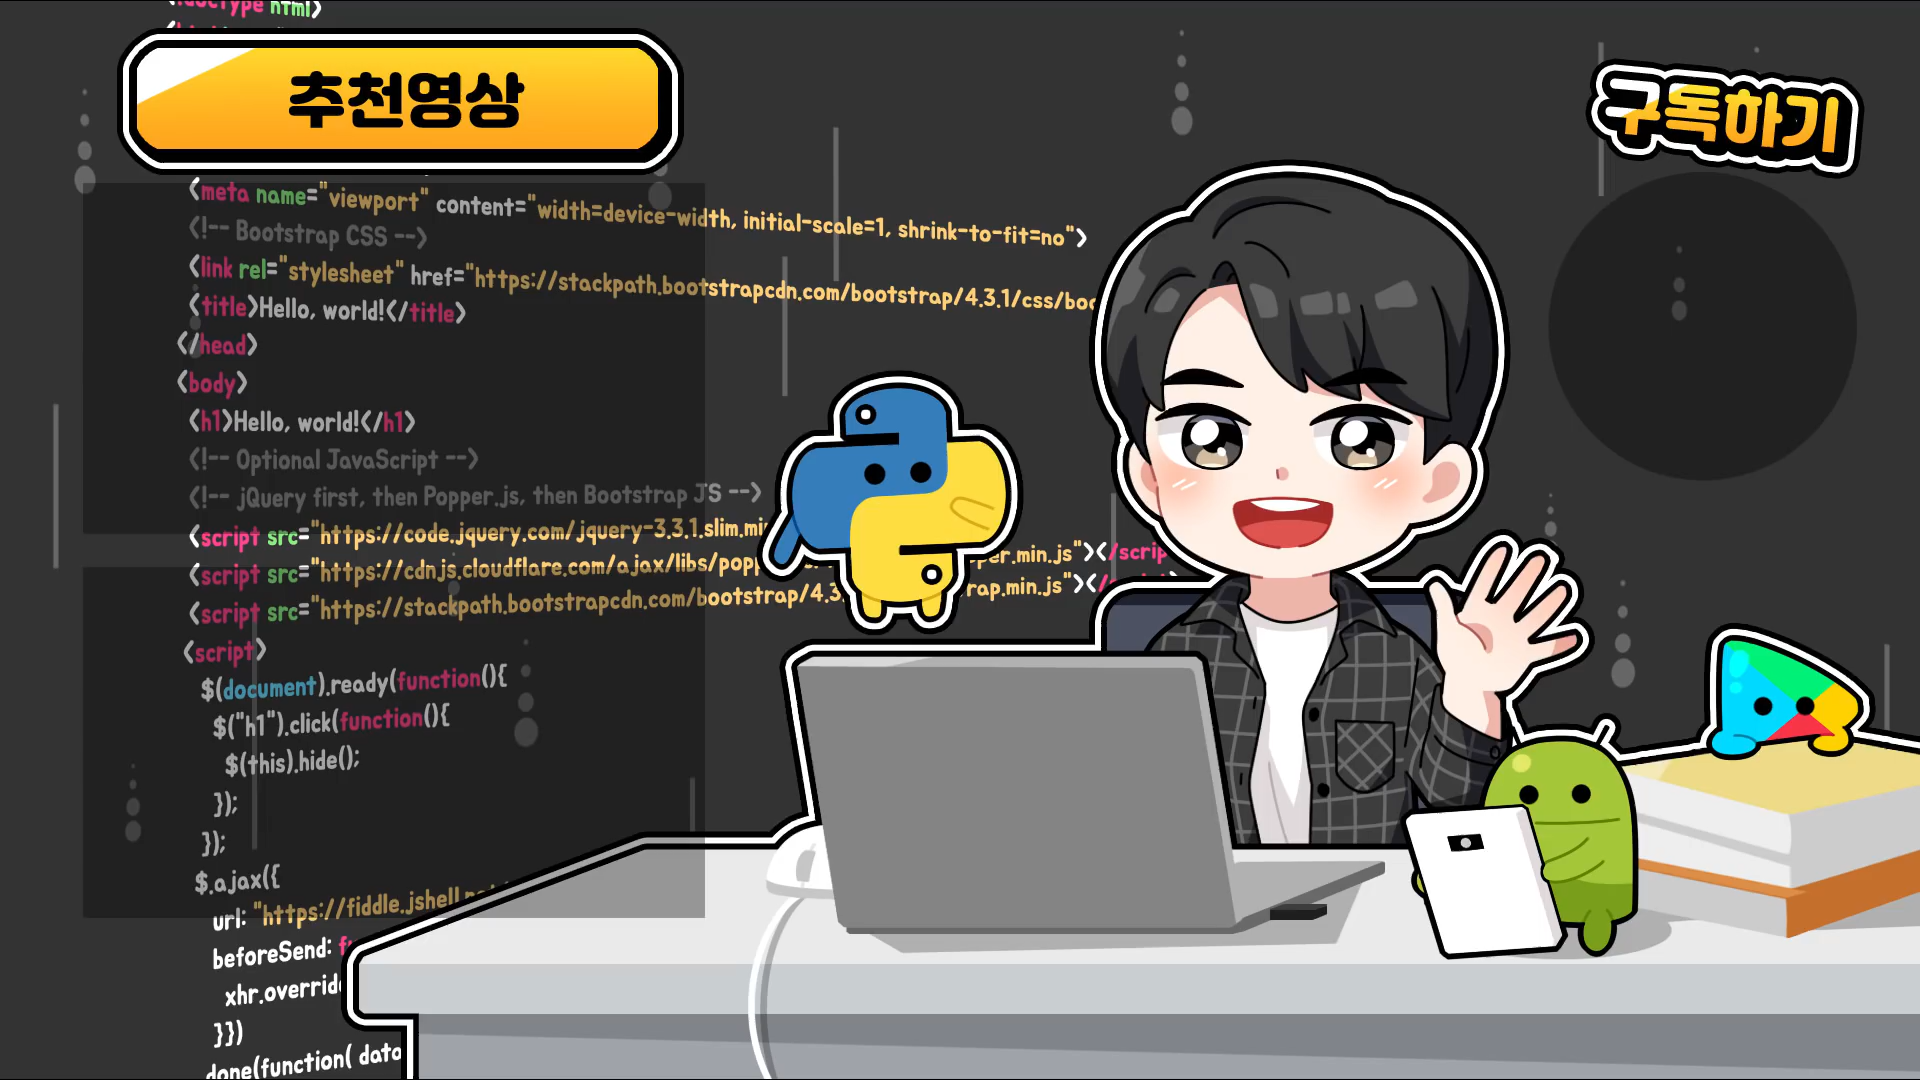 <!doctype html>
추천영상
구독하기
<meta name="viewport" content="width=device-width, initial-scale=1, shrink-to-fit=no">
<!-- Bootstrap CSS -->
<link rel="stylesheet" href="https://stackpath.bootstrapcdn.com/bootstrap/4.3.1/css/boo
<title>Hello, world!</title>
</head>
<body>
<h1>Hello, world!</h1>
<!-- Optional JavaScript -->
<!-- jQuery first, then Popper.js, then Bootstrap JS -->
<script src="https://code.jquery.com/jquery-3.3.1.slim.mi
<script src="https://cdnjs.cloudflare.com/ajax/libs/popp per.min.js"></scrip
<script src="https://stackpath.bootstrapcdn.com/bootstrap/4.3. rap.min.js"></
<script>
$(document).ready(function(){
$("h1").click(function(){
$(this).hide();
});
});
$.ajax({
url: "https://fiddle.jshell.ne
beforeSend: f
xhr.overrid
}})
done(function( data